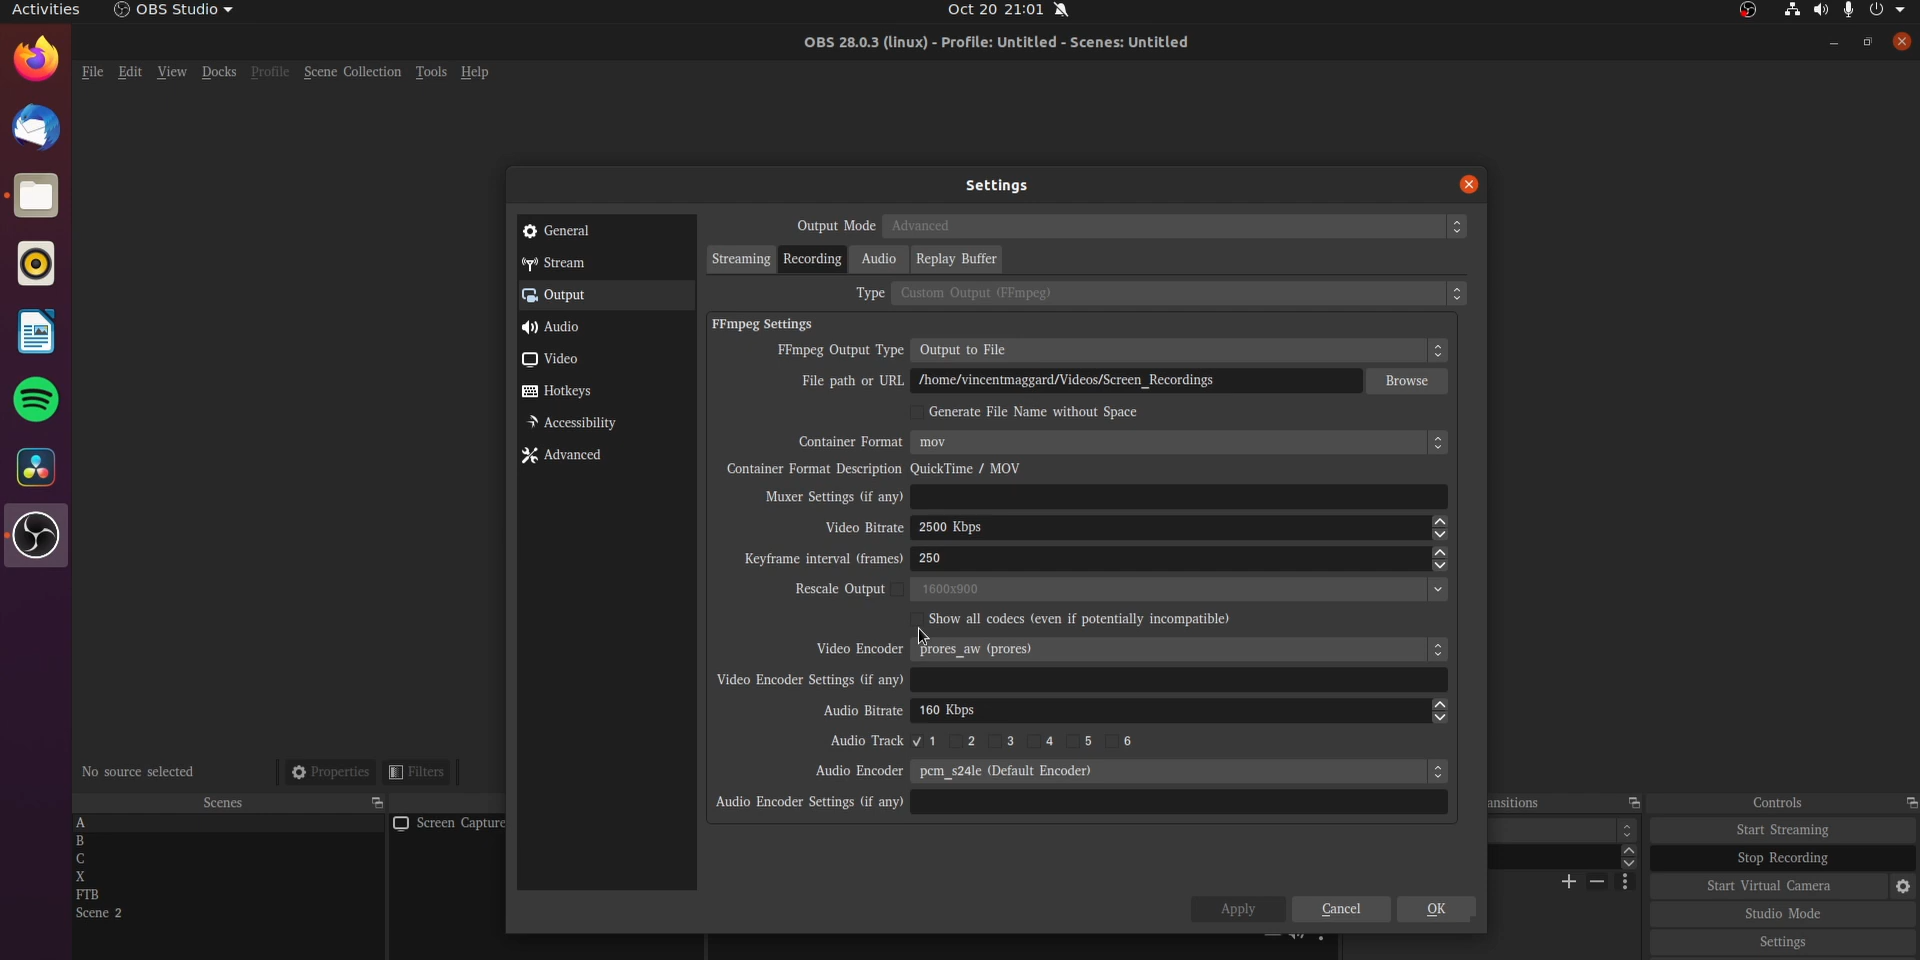 Activities
OBS Studio
Oct 20 21:01
OBS 28.0.3 (linux) - Profile: Untitled - Scenes: Untitled
File Edit View Docks Profile Scene Collection Tools Help
Settings
General
Stream
Output
Audio
Video
Hotkeys
Accessibility
Advanced
Output Mode Advanced
Streaming Recording Audio Replay Buffer
Type Custom Output (FFmpeg)
FFmpeg Settings
FFmpeg Output Type Output to File
File path or URL /home/vincentmaggard/Videos/Screen_Recordings Browse
Generate File Name without Space
Container Format mov
Container Format Description QuickTime / MOV
Muxer Settings (if any)
Video Bitrate 2500 Kbps
Keyframe interval (frames) 250
Rescale Output 1600x900
Show all codecs (even if potentially incompatible)
Video Encoder prores_aw (prores)
Video Encoder Settings (if any)
Audio Bitrate 160 Kbps
Audio Track 1 2 3 4 5 6
Audio Encoder pcm_s24le (Default Encoder)
Audio Encoder Settings (if any)
Apply Cancel OK
No source selected Properties Filters
Scenes
A
B
C
X
FTB
Scene 2
Screen Capture
ansitions
Controls
Start Streaming
Stop Recording
Start Virtual Camera
Studio Mode
Settings